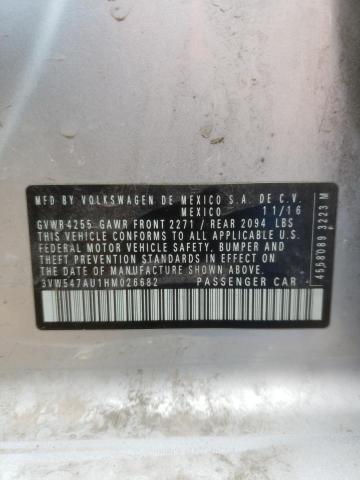 MFD BY VOLKSWAGEN DE MEXICO S.A. DE C.V.
MEXICO 11/16
GVWR 4255 GAWR FRONT 2271 / REAR 2094 LBS
THIS VEHICLE CONFORMS TO ALL APPLICABLE
FEDERAL MOTOR VEHICLE SAFETY, BUMPER AND
THEFT PREVENTION STANDARDS IN EFFECT ON
THE DATE OF MANUFACTURE SHOWN ABOVE.
3VW547AU1HM026682 PASSENGER CAR
4558088 3223 M